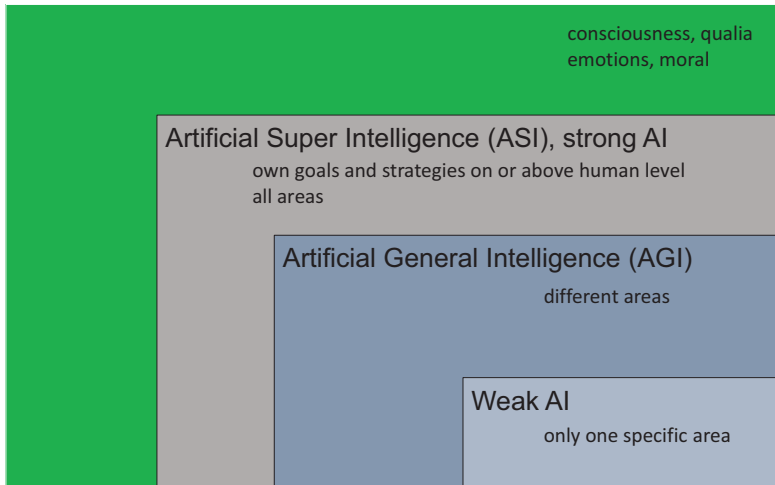 consciousness, qualia
emotions, moral
Artificial Super Intelligence (ASI), strong AI
own goals and strategies on or above human level
all areas
Artificial General Intelligence (AGI)
different areas
Weak AI
only one specific area